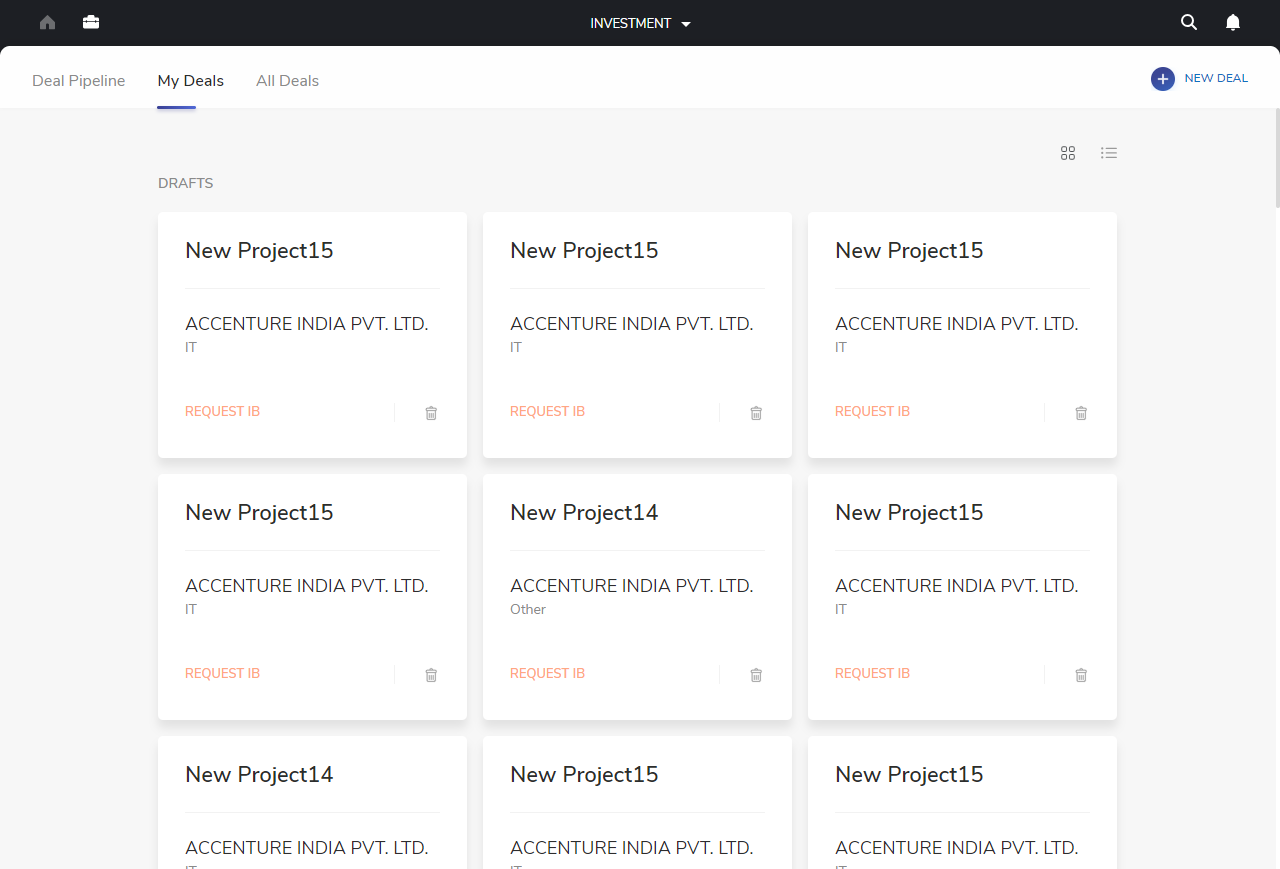 INVESTMENT
Deal Pipeline My Deals All Deals NEW DEAL
DRAFTS
New Project15 New Project15 New Project15
ACCENTURE INDIA PVT. LTD. ACCENTURE INDIA PVT. LTD. ACCENTURE INDIA PVT. LTD.
IT IT IT
REQUEST IB REQUEST IB REQUEST IB
New Project15 New Project14 New Project15
ACCENTURE INDIA PVT. LTD. ACCENTURE INDIA PVT. LTD. ACCENTURE INDIA PVT. LTD.
IT Other IT
REQUEST IB REQUEST IB REQUEST IB
New Project14 New Project15 New Project15
ACCENTURE INDIA PVT. LTD. ACCENTURE INDIA PVT. LTD. ACCENTURE INDIA PVT. LTD.